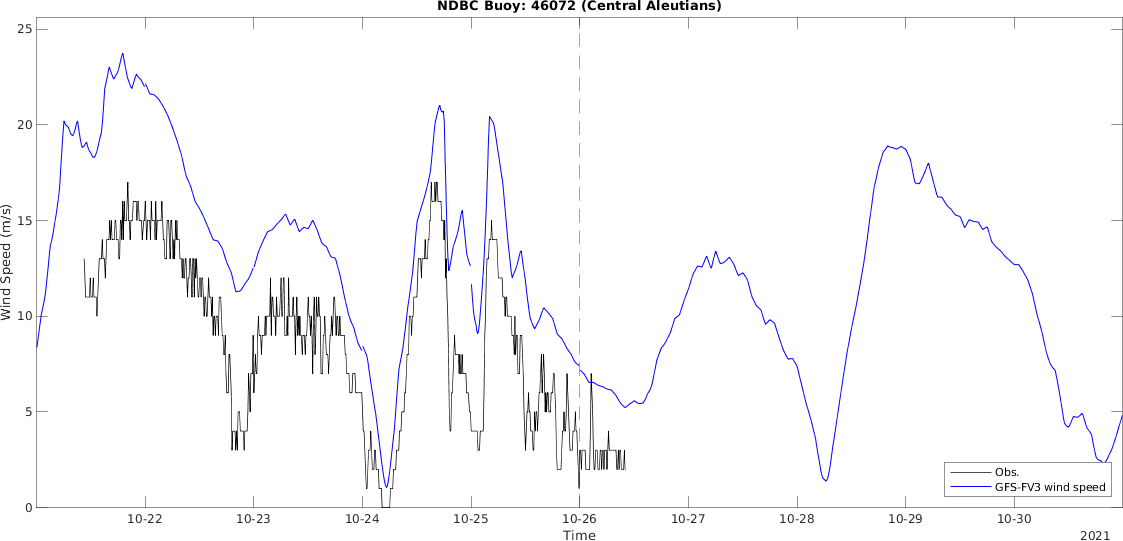 NDBC Buoy: 46072 (Central Aleutians)
25
20
15
10
5
0
Wind Speed (m/s)
Obs.
GFS-FV3 wind speed
10-22 10-23 10-24 10-25 10-26 10-27 10-28 10-29 10-30
Time
2021